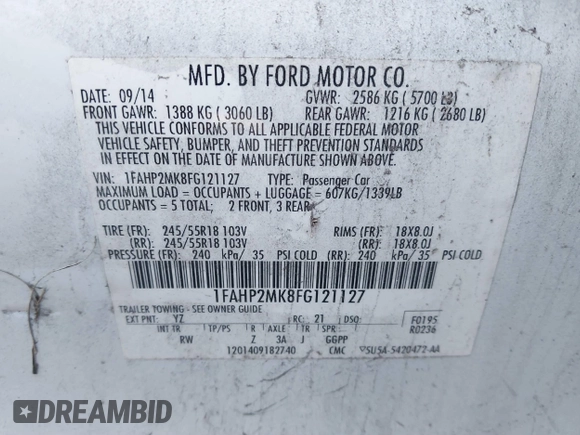 MFD. BY FORD MOTOR CO.
DATE: 09/14 GVWR: 2586 KG ( 5700 LB)
FRONT GAWR: 1388 KG ( 3060 LB) REAR GAWR: 1216 KG ( 2680 LB)
THIS VEHICLE CONFORMS TO ALL APPLICABLE FEDERAL MOTOR
VEHICLE SAFETY, BUMPER, AND THEFT PREVENTION STANDARDS
IN EFFECT ON THE DATE OF MANUFACTURE SHOWN ABOVE.
VIN: 1FAHP2MK8FG121127 TYPE: Passenger Car
MAXIMUM LOAD = OCCUPANTS + LUGGAGE = 607KG/1339LB
OCCUPANTS = 5 TOTAL: 2 FRONT, 3 REAR
TIRE (FR): 245/55R18 103V RIMS (FR): 18X8.0J
(RR): 245/55R18 103V (RR): 18X8.0J
PRESSURE (FR): 240 kPa/ 35 PSI COLD (RR): 240 kPa/ 35 PSI COLD
1FAHP2MK8FG121127
TRAILER TOWING- SEE OWNER GUIDE
EXT PNT: YZ RC: 21 DSO: F0195
INT TR TP/PS R AXLE TR SPR R0236
RW Z 3A J GGPP
1201409182740 CMC 5U5A-5420472-AA
DREAMBID